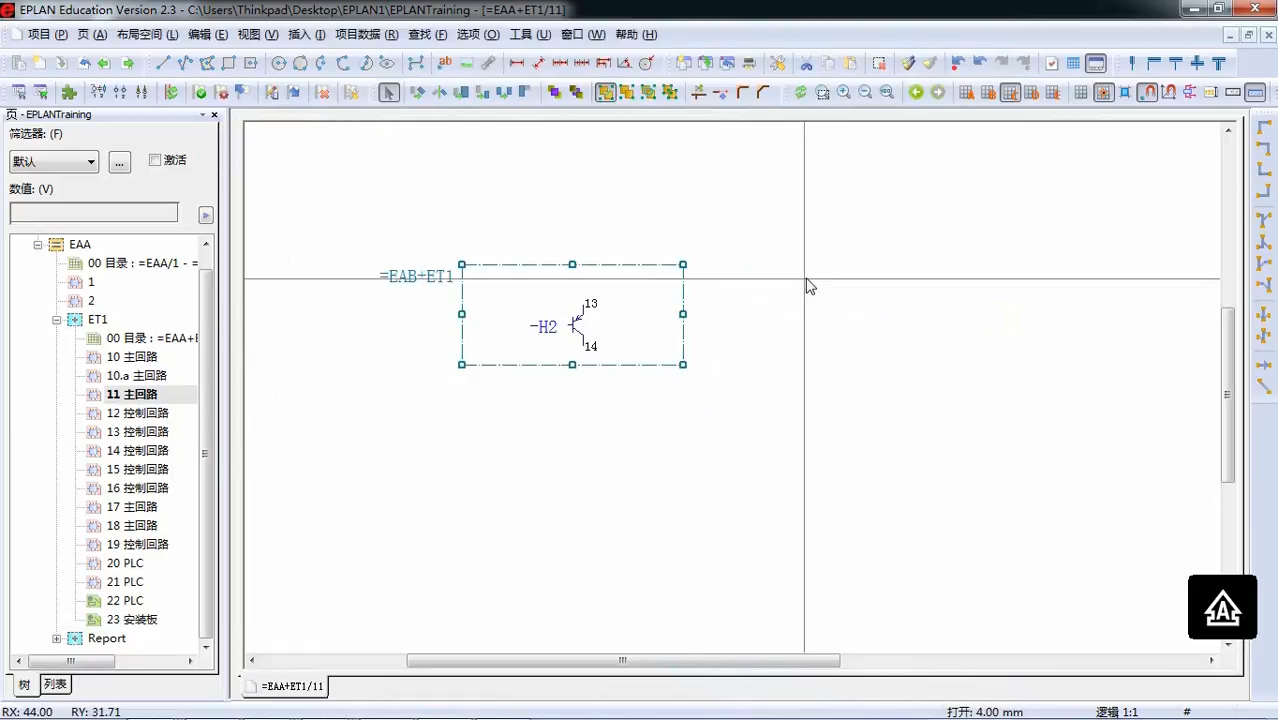 EPLAN Education Version 2.3 - C:\Users\Thinkpad\Desktop\EPLAN1\EPLANTraining - [=EAA+ET1/11]
项目 (P) 页 (A) 布局空间 (L) 编辑 (E) 视图 (V) 插入 (I) 项目数据 (R) 查找 (F) 选项 (O) 工具 (U) 窗口 (W) 帮助 (H)
页 - EPLANTraining
筛选器: (F)
默认
...
激活
数值: (V)
EAA
00 目录 : =EAA/1 - =
1
2
ET1
00 目录 : =EAA+E
10 主回路
10.a 主回路
11 主回路
12 控制回路
13 控制回路
14 控制回路
15 控制回路
16 控制回路
17 主回路
18 主回路
19 控制回路
20 PLC
21 PLC
22 PLC
23 安装板
Report
树
列表
=EAB+ET1
-H2
13
14
A
=EAA+ET1/11
RX: 44.00
RY: 31.71
打开: 4.00 mm
逻辑 1:1
#